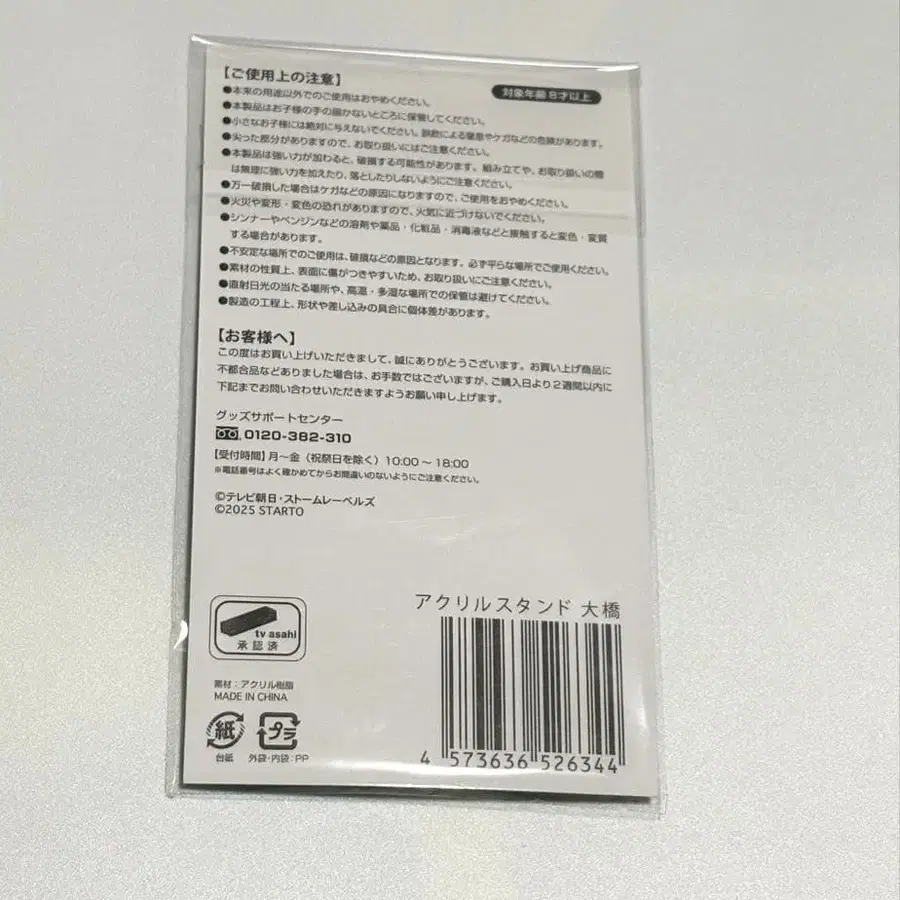 【ご使用上の注意】
対象年齢8才以上
●本来の用途以外でのご使用はおやめください。
●本製品はお子様の手の届かないところに保管してください。
●小さなお子様には絶対に与えないでください。誤飲による窒息やケガなどの危険があります。
●尖った部分がありますので、お取り扱いにはご注意ください。
●本製品は強い力が加わると、破損する可能性があります。組み立てや、お取り扱いの際
は無理に強い力を加えたり、落としたりしないようにご注意ください。
●万一破損した場合はケガなどの原因になりますので、ご使用をおやめください。
●火災や変形・変色の恐れがありますので、火気に近づけないでください。
●シンナーやベンジンなどの溶剤や薬品・化粧品・消毒液などと接触すると変色・変質
する場合があります。
●不安定な場所でのご使用は、破損などの原因となります。必ず平らな場所でご使用ください。
●素材の性質上、表面に傷がつきやすいため、お取り扱いにご注意ください。
●直射日光の当たる場所や、高温・多湿な場所での保管は避けてください。
●製造の工程上、形状や差し込みの具合に個体差があります。
【お客様へ】
この度はお買い上げいただきまして、誠にありがとうございます。お買い上げ商品に
不都合品などありました場合は、お手数ではございますが、ご購入日より2週間以内に
下記までお問い合わせいただきますようお願い申し上げます。
グッズサポートセンター
0120-382-310
【受付時間】月〜金（祝祭日を除く）10:00〜18:00
※電話番号はよく確かめてからお間違いのないようにご注意ください。
©テレビ朝日・ストームレーベルズ
©2025 STARTO
tv asahi
承認済
アクリルスタンド 大橋
素材：アクリル樹脂
MADE IN CHINA
紙
プラ
台紙
外袋・内袋：PP
4 573636 526344